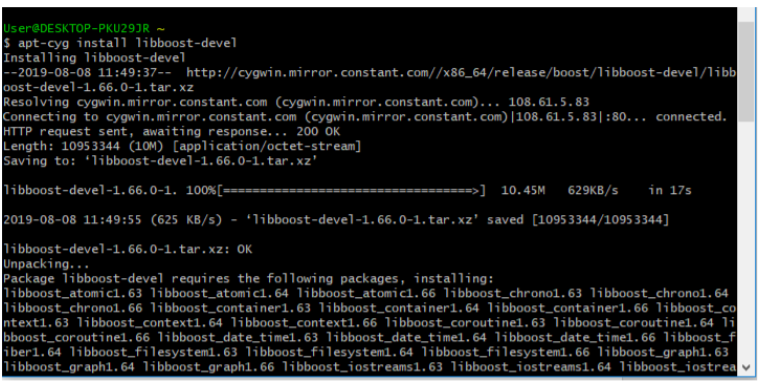 User@DESKTOP-PKU29JR ~
$ apt-cyg install libboost-devel
Installing libboost-devel
--2019-08-08 11:49:37-- http://cygwin.mirror.constant.com//x86_64/release/boost/libboost-devel/libb
oost-devel-1.66.0-1.tar.xz
Resolving cygwin.mirror.constant.com (cygwin.mirror.constant.com)... 108.61.5.83
Connecting to cygwin.mirror.constant.com (cygwin.mirror.constant.com)|108.61.5.83|:80... connected.
HTTP request sent, awaiting response... 200 OK
Length: 10953344 (10M) [application/octet-stream]
Saving to: ‘libboost-devel-1.66.0-1.tar.xz’
libboost-devel-1.66.0-1. 100%[==================================>] 10.45M 629KB/s in 17s
2019-08-08 11:49:55 (625 KB/s) - ‘libboost-devel-1.66.0-1.tar.xz’ saved [10953344/10953344]
libboost-devel-1.66.0-1.tar.xz: OK
Unpacking...
Package libboost-devel requires the following packages, installing:
libboost_atomic1.63 libboost_atomic1.64 libboost_atomic1.66 libboost_chrono1.63 libboost_chrono1.64
libboost_chrono1.66 libboost_container1.63 libboost_container1.64 libboost_container1.66 libboost_co
ntext1.63 libboost_context1.64 libboost_context1.66 libboost_coroutine1.63 libboost_coroutine1.64 li
bboost_coroutine1.66 libboost_date_time1.63 libboost_date_time1.64 libboost_date_time1.66 libboost_f
iber1.64 libboost_filesystem1.63 libboost_filesystem1.64 libboost_filesystem1.66 libboost_graph1.63
libboost_graph1.64 libboost_graph1.66 libboost_iostreams1.63 libboost_iostreams1.64 libboost_iostrea